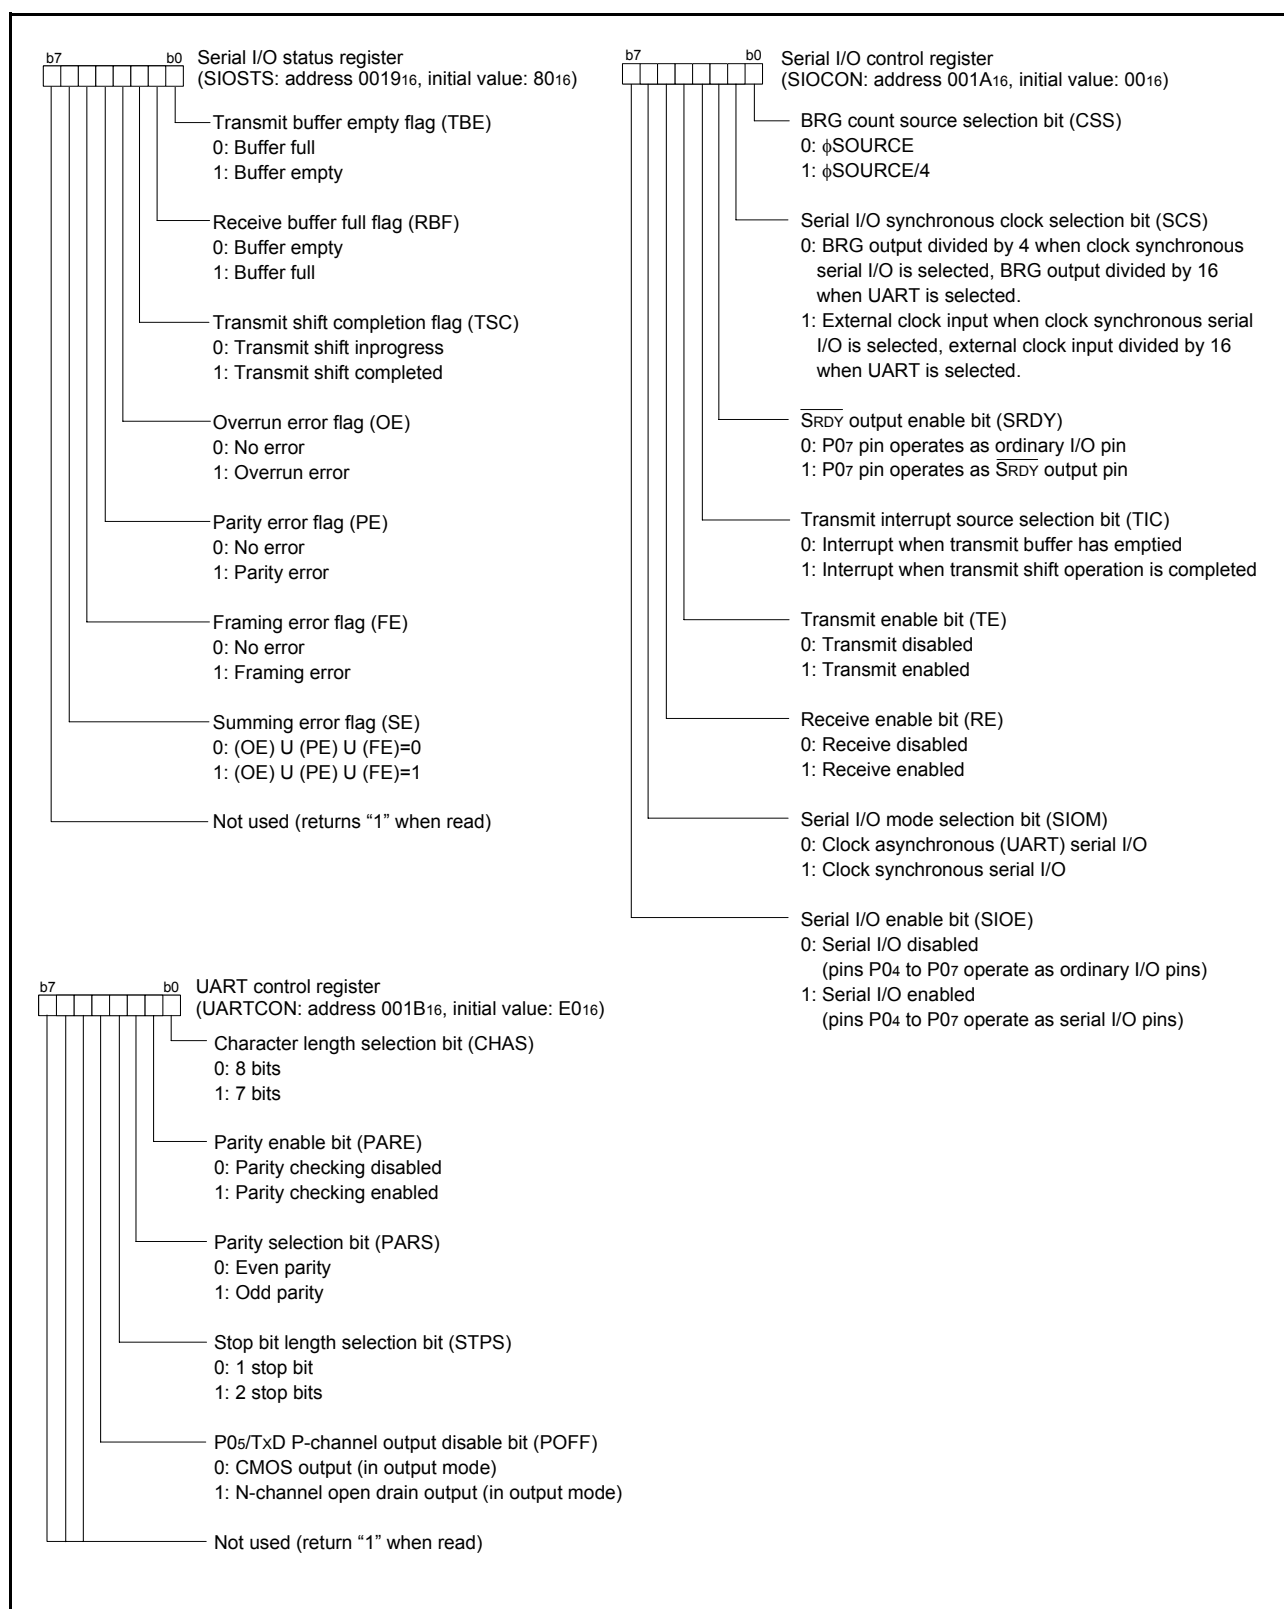 b7 b0 Serial I/O status register
(SIOSTS: address 001916, initial value: 8016)
Transmit buffer empty flag (TBE)
0: Buffer full
1: Buffer empty
Receive buffer full flag (RBF)
0: Buffer empty
1: Buffer full
Transmit shift completion flag (TSC)
0: Transmit shift inprogress
1: Transmit shift completed
Overrun error flag (OE)
0: No error
1: Overrun error
Parity error flag (PE)
0: No error
1: Parity error
Framing error flag (FE)
0: No error
1: Framing error
Summing error flag (SE)
0: (OE) U (PE) U (FE)=0
1: (OE) U (PE) U (FE)=1
Not used (returns “1” when read)
b7 b0 UART control register
(UARTCON: address 001B16, initial value: E016)
Character length selection bit (CHAS)
0: 8 bits
1: 7 bits
Parity enable bit (PARE)
0: Parity checking disabled
1: Parity checking enabled
Parity selection bit (PARS)
0: Even parity
1: Odd parity
Stop bit length selection bit (STPS)
0: 1 stop bit
1: 2 stop bits
P05/TxD P-channel output disable bit (POFF)
0: CMOS output (in output mode)
1: N-channel open drain output (in output mode)
Not used (return “1” when read)
b7 b0 Serial I/O control register
(SIOCON: address 001A16, initial value: 0016)
BRG count source selection bit (CSS)
0: ϕSOURCE
1: ϕSOURCE/4
Serial I/O synchronous clock selection bit (SCS)
0: BRG output divided by 4 when clock synchronous
serial I/O is selected, BRG output divided by 16
when UART is selected.
1: External clock input when clock synchronous serial
I/O is selected, external clock input divided by 16
when UART is selected.
SRDY output enable bit (SRDY)
0: P07 pin operates as ordinary I/O pin
1: P07 pin operates as SRDY output pin
Transmit interrupt source selection bit (TIC)
0: Interrupt when transmit buffer has emptied
1: Interrupt when transmit shift operation is completed
Transmit enable bit (TE)
0: Transmit disabled
1: Transmit enabled
Receive enable bit (RE)
0: Receive disabled
1: Receive enabled
Serial I/O mode selection bit (SIOM)
0: Clock asynchronous (UART) serial I/O
1: Clock synchronous serial I/O
Serial I/O enable bit (SIOE)
0: Serial I/O disabled
(pins P04 to P07 operate as ordinary I/O pins)
1: Serial I/O enabled
(pins P04 to P07 operate as serial I/O pins)